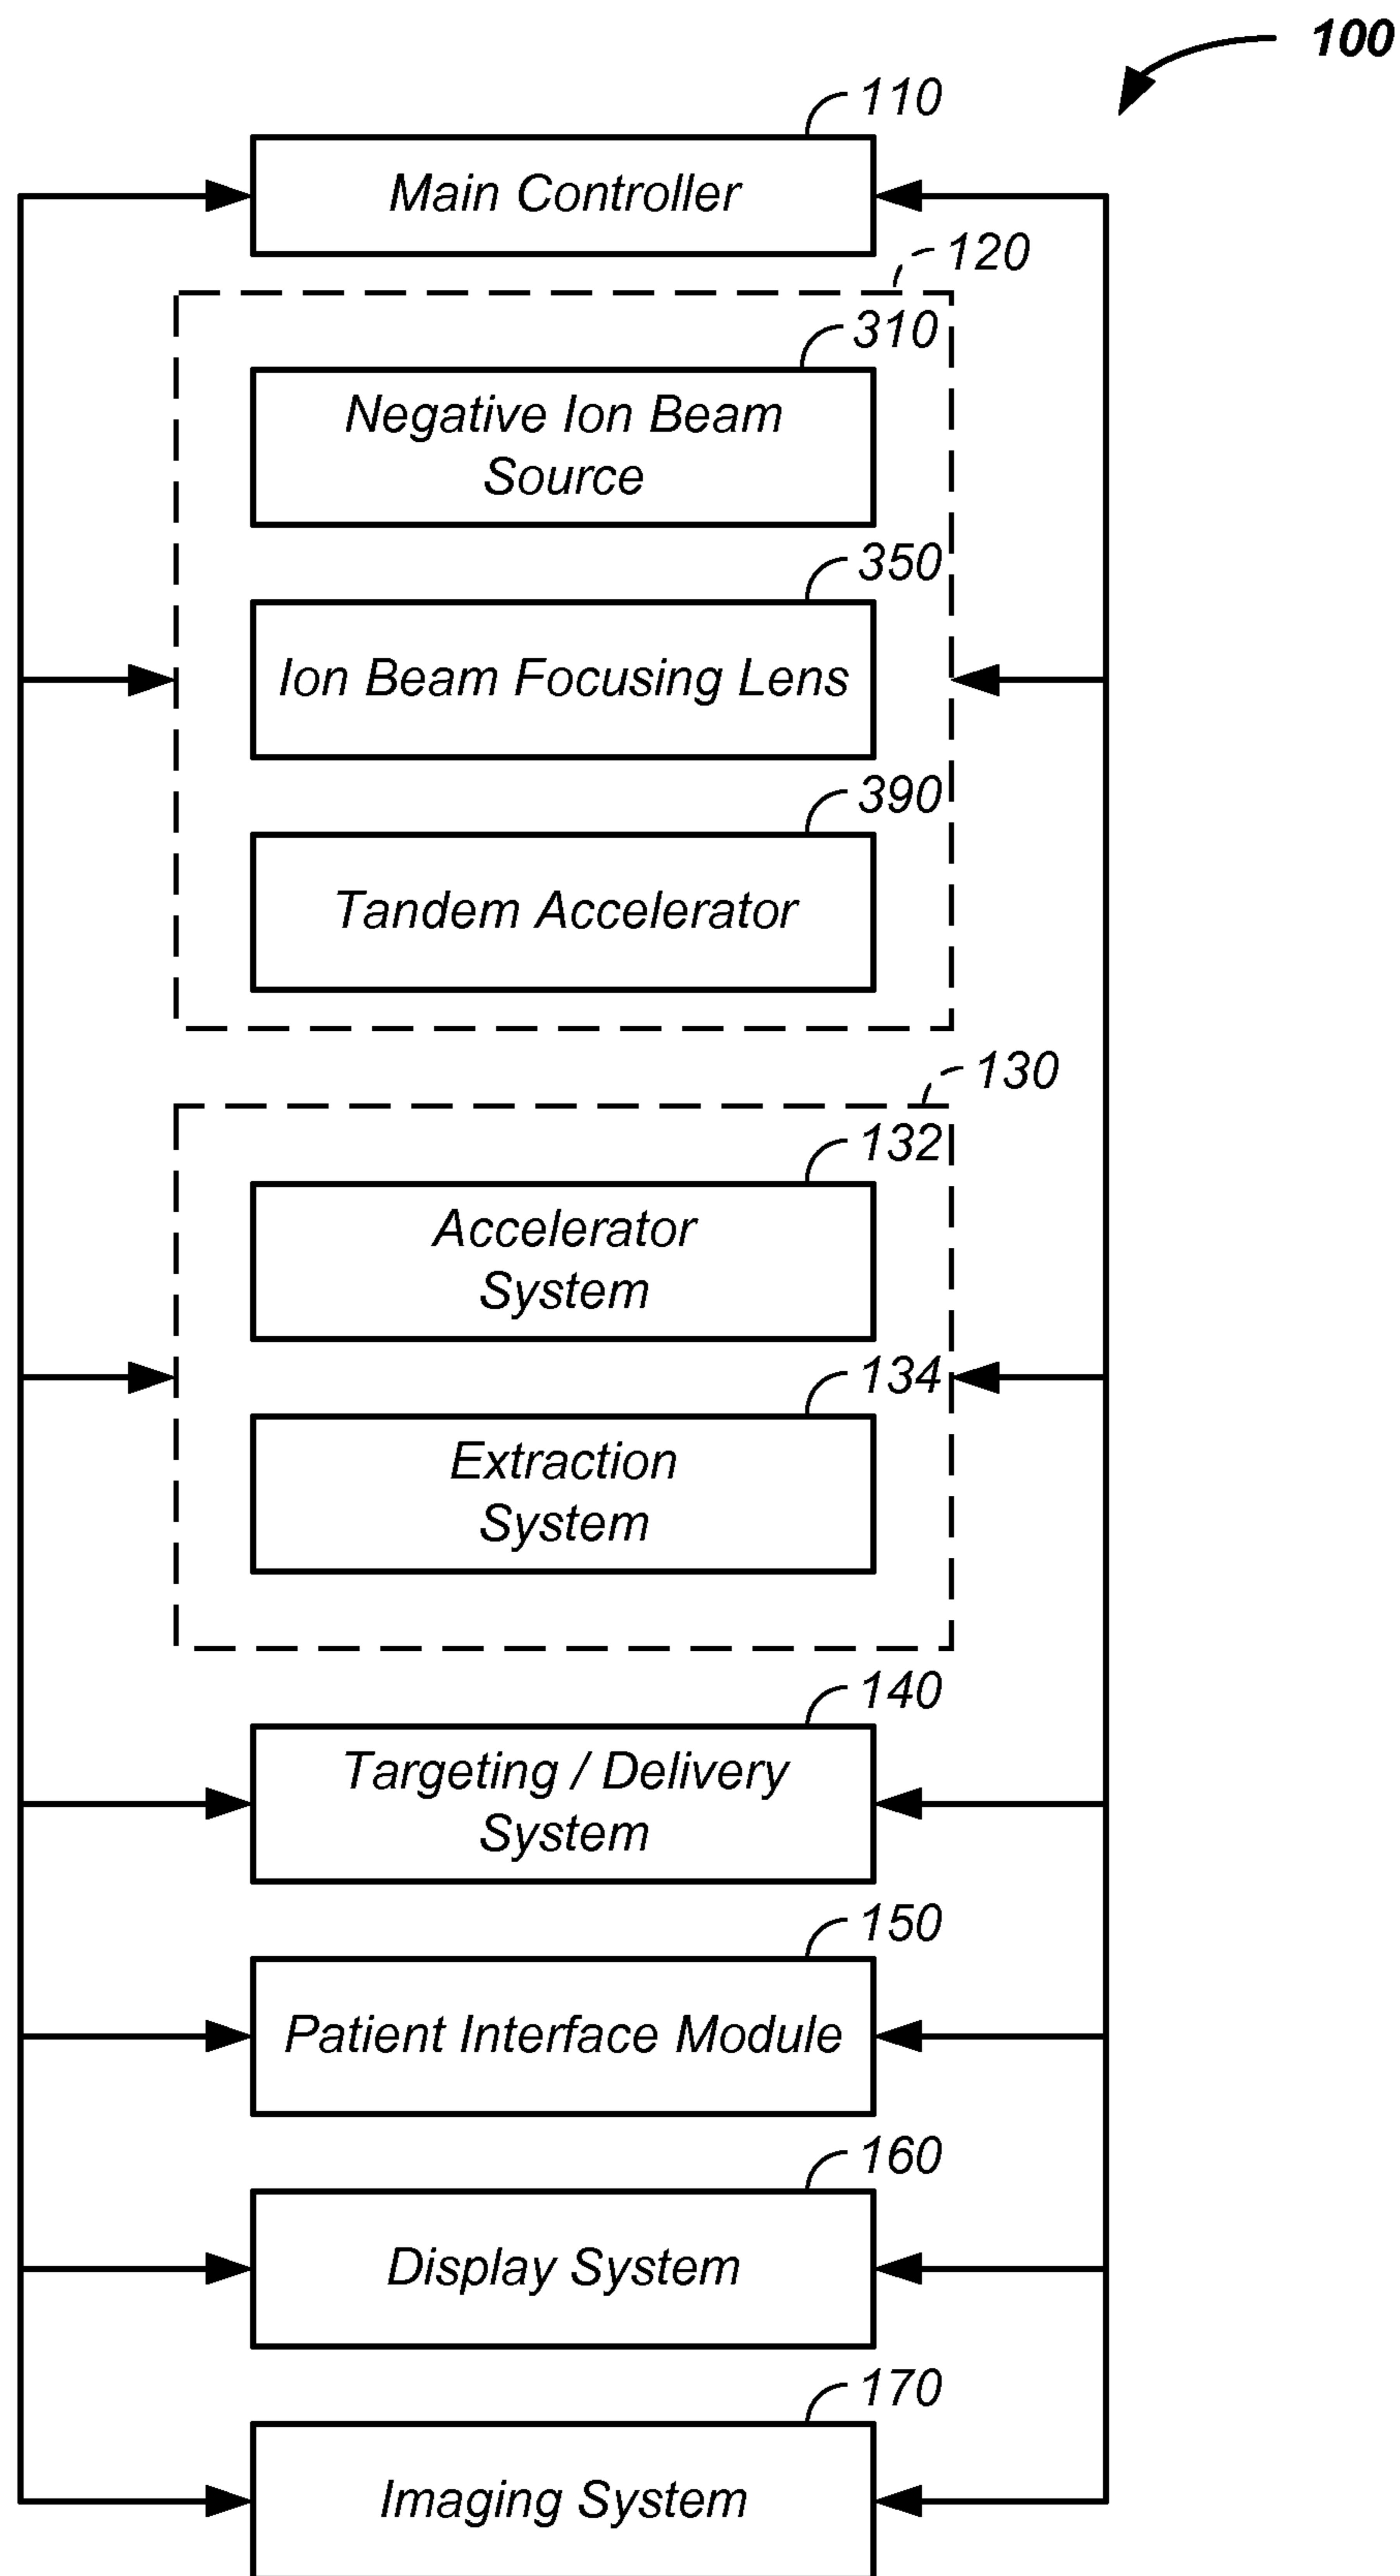 100
110
Main Controller
120
310
Negative Ion Beam
Source
350
Ion Beam Focusing Lens
390
Tandem Accelerator
130
132
Accelerator
System
134
Extraction
System
140
Targeting / Delivery
System
150
Patient Interface Module
160
Display System
170
Imaging System